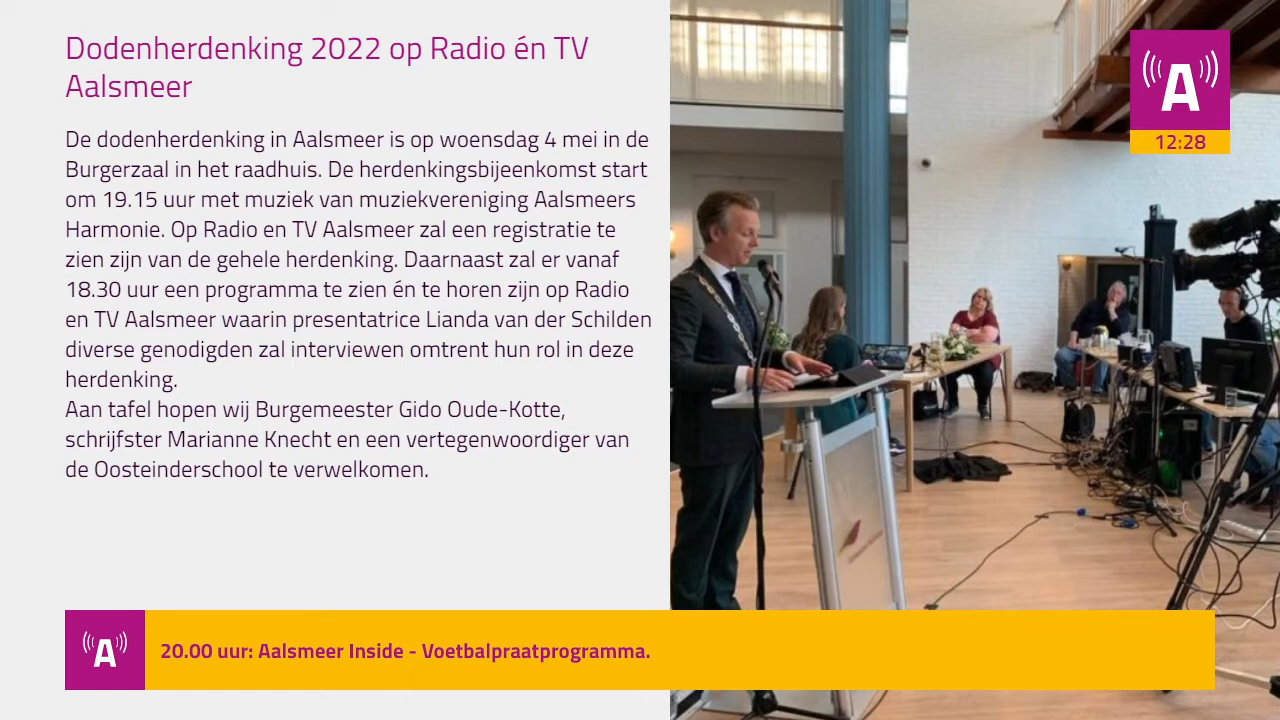 Dodenherdenking 2022 op Radio én TV
Aalsmeer
De dodenherdenking in Aalsmeer is op woensdag 4 mei in de
Burgerzaal in het raadhuis. De herdenkingsbijeenkomst start
om 19.15 uur met muziek van muziekvereniging Aalsmeers
Harmonie. Op Radio en TV Aalsmeer zal een registratie te
zien zijn van de gehele herdenking. Daarnaast zal er vanaf
18.30 uur een programma te zien én te horen zijn op Radio
en TV Aalsmeer waarin presentatrice Lianda van der Schilden
diverse genodigden zal interviewen omtrent hun rol in deze
herdenking.
Aan tafel hopen wij Burgemeester Gido Oude-Kotte,
schrijfster Marianne Knecht en een vertegenwoordiger van
de Oosteinderschool te verwelkomen.
A
12:28
A
20.00 uur: Aalsmeer Inside - Voetbalpraatprogramma.